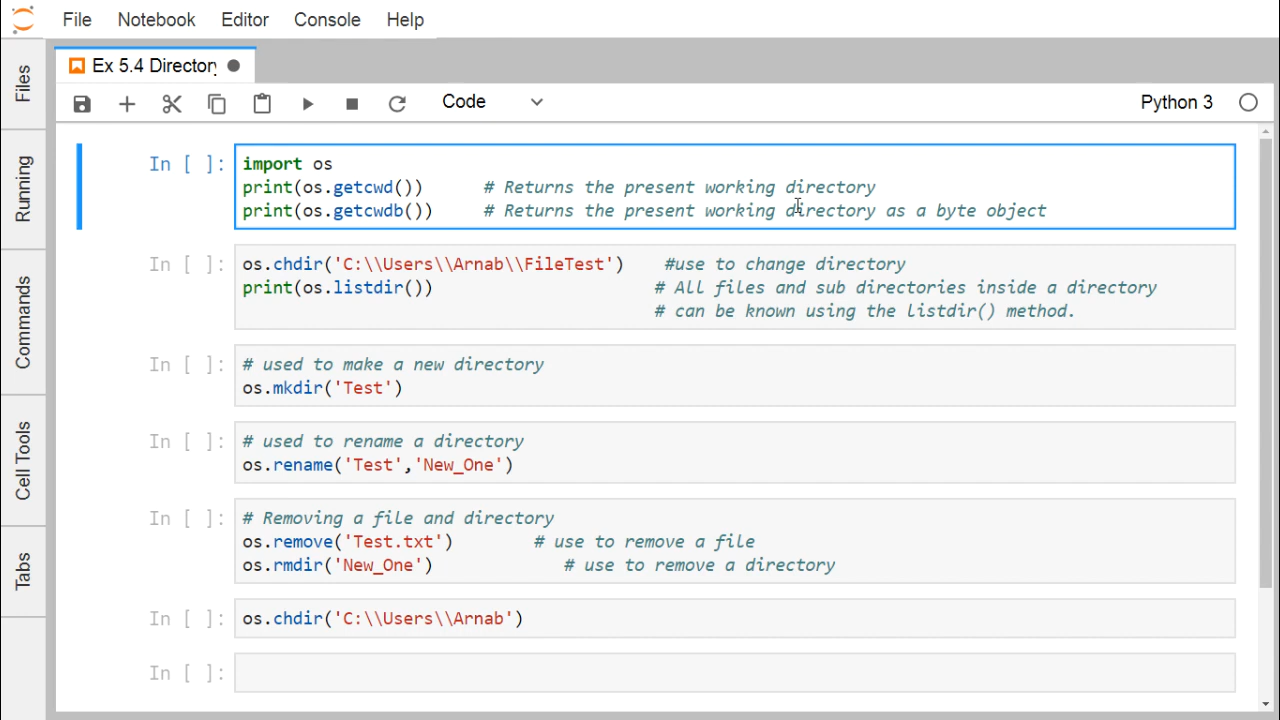 File Notebook Editor Console Help
Ex 5.4 Directory
Code Python 3
Files
Running
Commands
Cell Tools
Tabs
In [ ]: import os
print(os.getcwd()) # Returns the present working directory
print(os.getcwdb()) # Returns the present working directory as a byte object
In [ ]: os.chdir('C:\\Users\\Arnab\\FileTest') #use to change directory
print(os.listdir()) # All files and sub directories inside a directory
# can be known using the listdir() method.
In [ ]: # used to make a new directory
os.mkdir('Test')
In [ ]: # used to rename a directory
os.rename('Test','New_One')
In [ ]: # Removing a file and directory
os.remove('Test.txt') # use to remove a file
os.rmdir('New_One') # use to remove a directory
In [ ]: os.chdir('C:\\Users\\Arnab')
In [ ]: